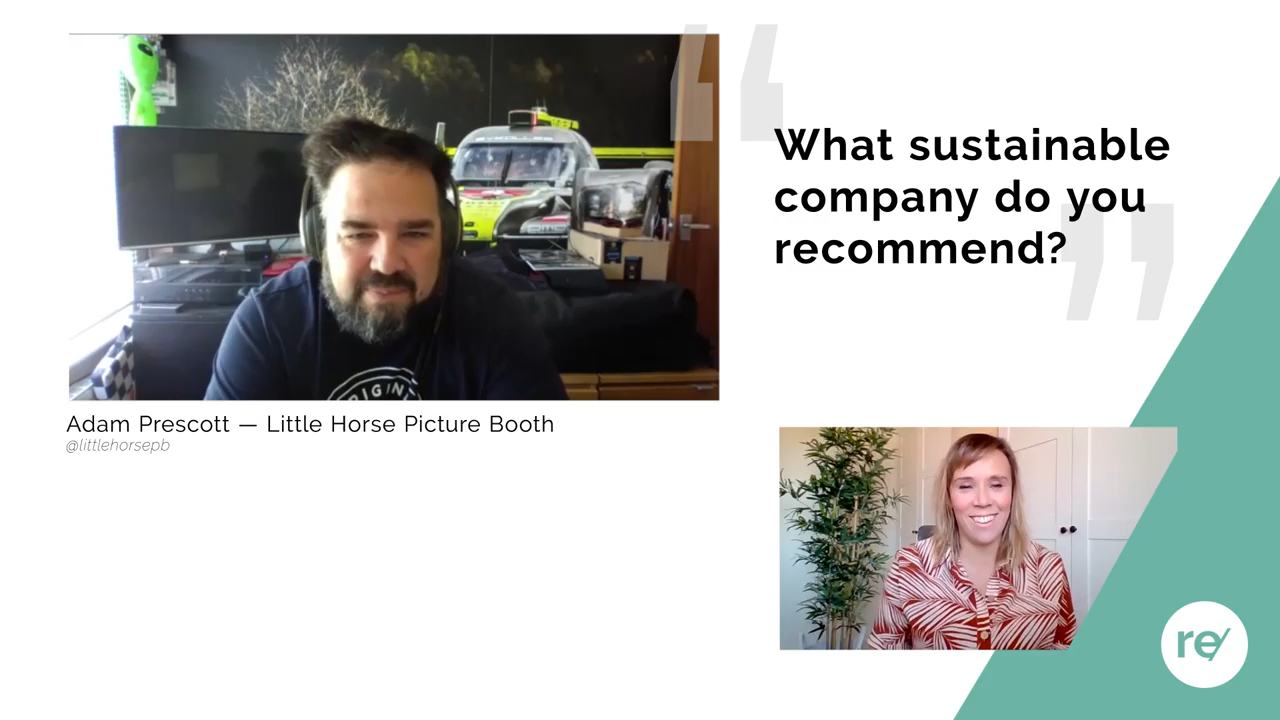 What sustainable
company do you
recommend?
Adam Prescott — Little Horse Picture Booth
@littlehorsepb
re/